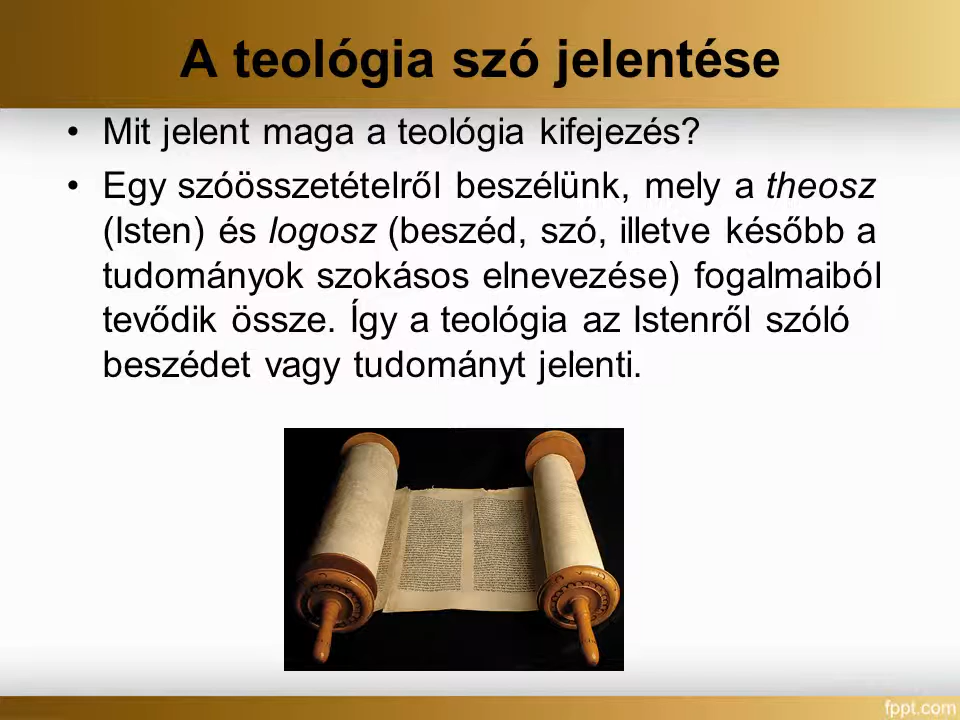 A teológia szó jelentése
• Mit jelent maga a teológia kifejezés?
• Egy szóösszetételről beszélünk, mely a theosz
(Isten) és logosz (beszéd, szó, illetve később a
tudományok szokásos elnevezése) fogalmaiból
tevődik össze. Így a teológia az Istenről szóló
beszédet vagy tudományt jelenti.
fppt.com